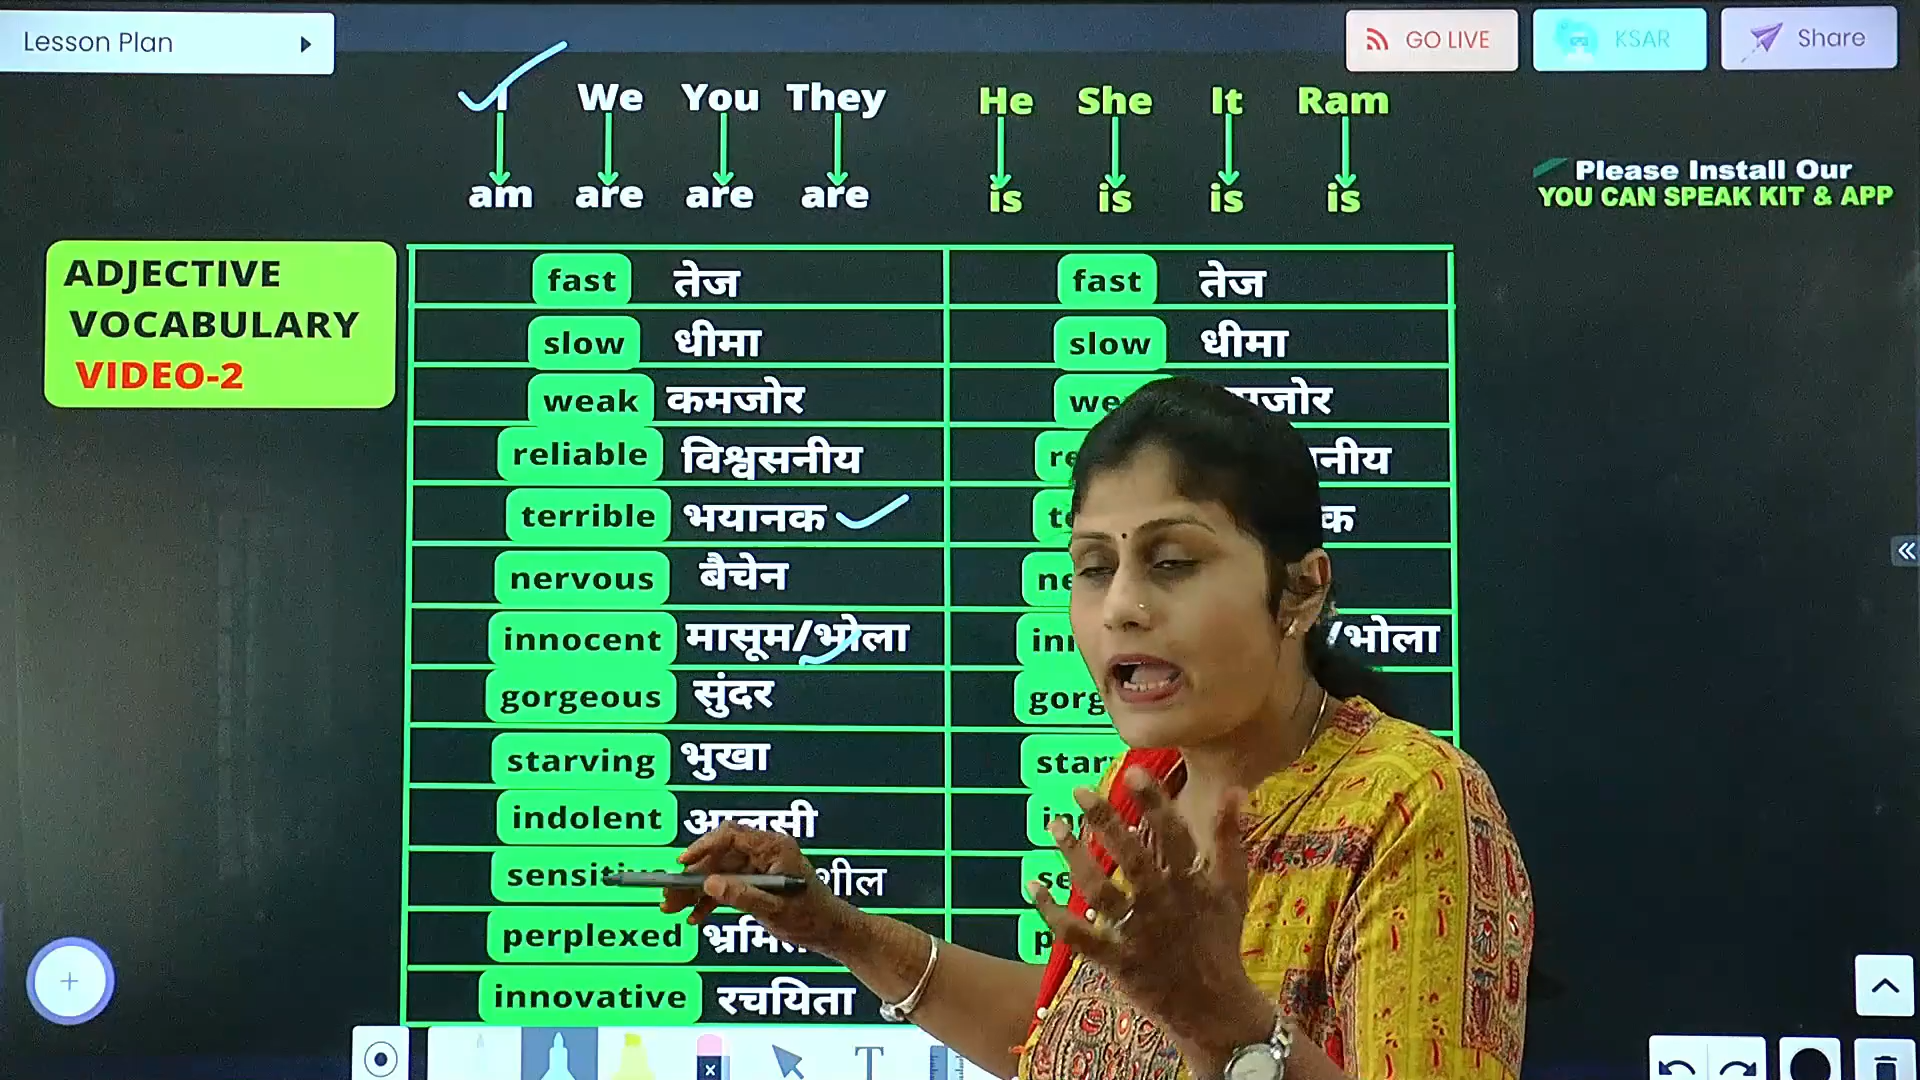 Lesson Plan
GO LIVE
KSAR
Share
I We You They He She It Ram
am are are are is is is is
Please Install Our
YOU CAN SPEAK KIT & APP
ADJECTIVE
VOCABULARY
VIDEO-2
fast तेज fast तेज
slow धीमा slow धीमा
weak कमजोर
reliable विश्वसनीय
terrible भयानक
nervous बैचेन
innocent मासूम/भोला /भोला
gorgeous सुंदर
starving भुखा
indolent आलसी
perplexed
innovative रचयिता